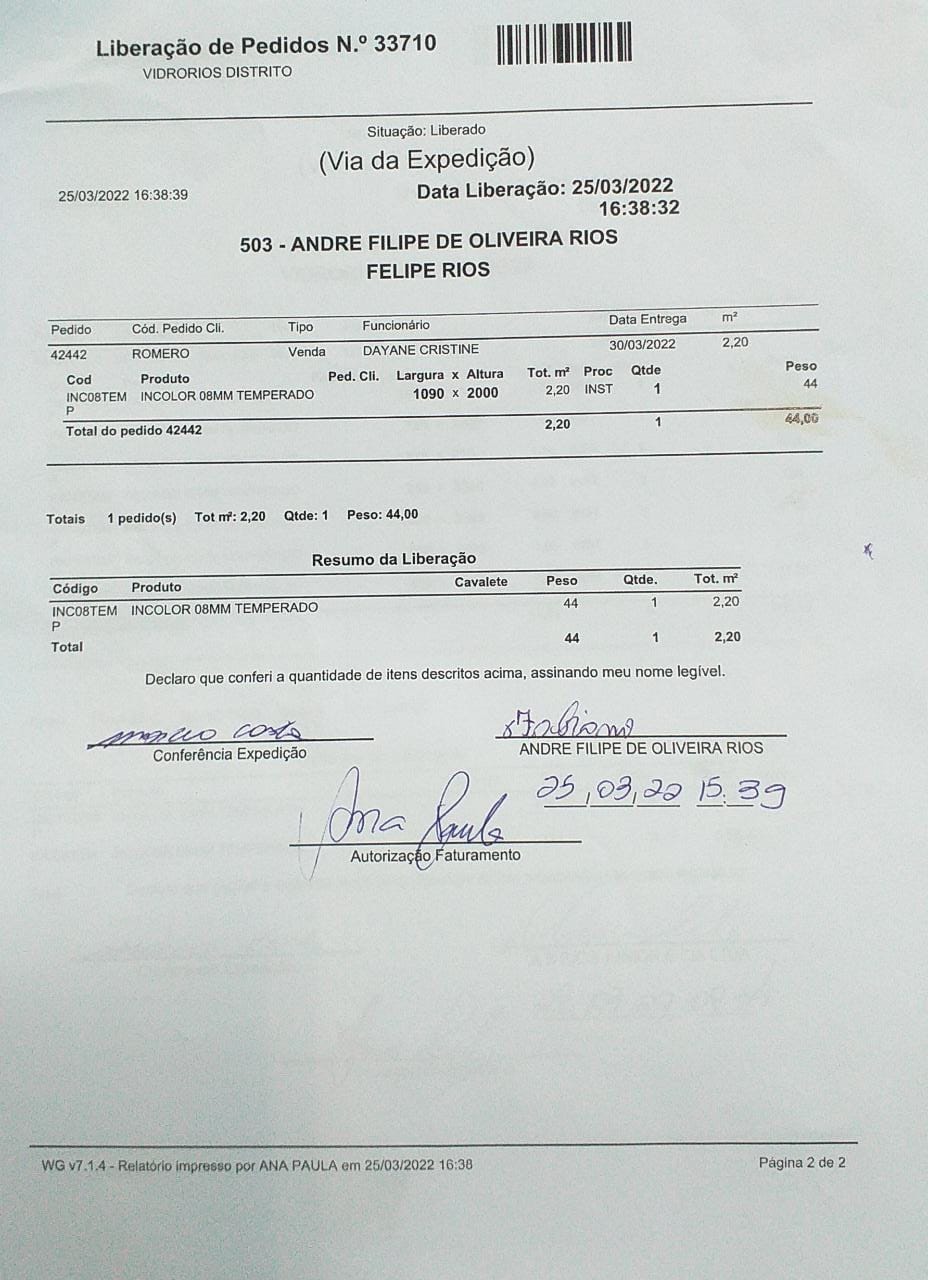 Liberação de Pedidos N.º 33710
VIDRORIOS DISTRITO
Situação: Liberado
(Via da Expedição)
25/03/2022 16:38:39
Data Liberação: 25/03/2022
16:38:32
503 - ANDRE FILIPE DE OLIVEIRA RIOS
FELIPE RIOS
Pedido Cód. Pedido Cli. Tipo Funcionário Data Entrega m²
42442 ROMERO Venda DAYANE CRISTINE 30/03/2022 2,20
Cod Produto Ped. Cli. Largura x Altura Tot. m² Proc Qtde Peso
INC08TEM INCOLOR 08MM TEMPERADO 1090 x 2000 2,20 INST 1 44
P
Total do pedido 42442 2,20 1 44,00
Totais 1 pedido(s) Tot m²: 2,20 Qtde: 1 Peso: 44,00
Resumo da Liberação
Código Produto Cavalete Peso Qtde. Tot. m²
INC08TEM INCOLOR 08MM TEMPERADO 44 1 2,20
P
Total 44 1 2,20
Declaro que conferi a quantidade de itens descritos acima, assinando meu nome legível.
costa Fabiano
Conferência Expedição ANDRE FILIPE DE OLIVEIRA RIOS
25,03,22 15:39
Ana Paula
Autorização Faturamento
WG v7.1.4 - Relatório impresso por ANA PAULA em 25/03/2022 16:38 Página 2 de 2